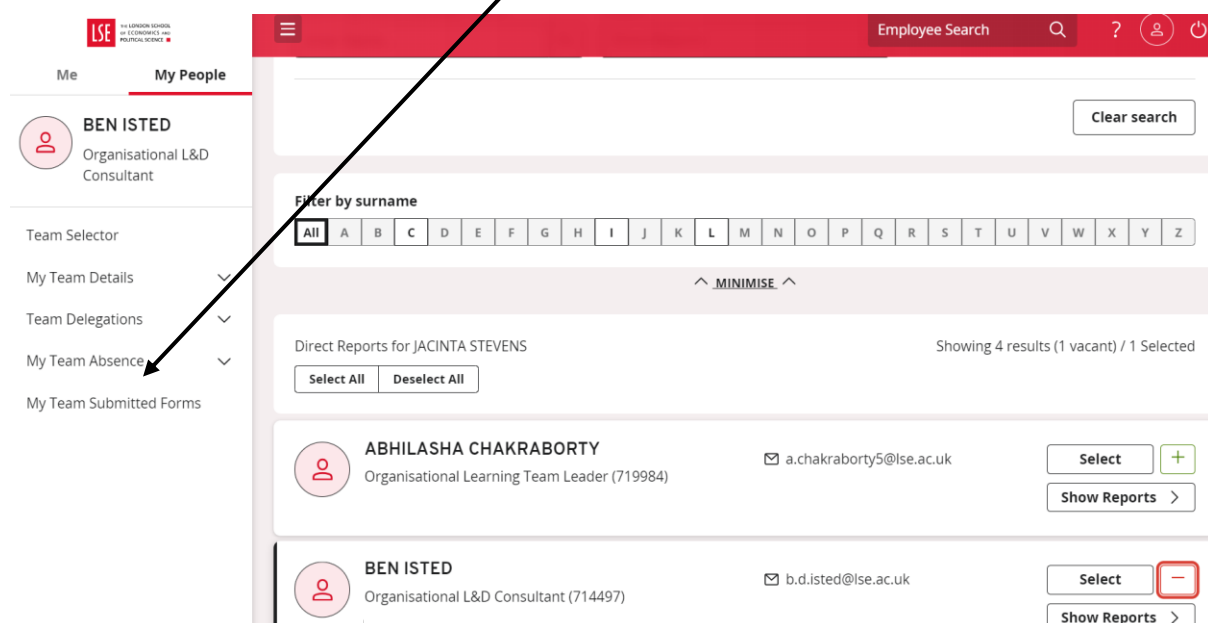 LSE THE LONDON SCHOOL
OF ECONOMICS AND
POLITICAL SCIENCE
Employee Search
?
Me My People
BEN ISTED
Organisational L&D
Consultant
Team Selector
My Team Details
Team Delegations
My Team Absence
My Team Submitted Forms
Clear search
Filter by surname
All A B C D E F G H I J K L M N O P Q R S T U V W X Y Z
MINIMISE
Direct Reports for JACINTA STEVENS
Showing 4 results (1 vacant) / 1 Selected
Select All Deselect All
ABHILASHA CHAKRABORTY
Organisational Learning Team Leader (719984)
a.chakraborty5@lse.ac.uk
Select +
Show Reports >
BEN ISTED
Organisational L&D Consultant (714497)
b.d.isted@lse.ac.uk
Select −
Show Reports >